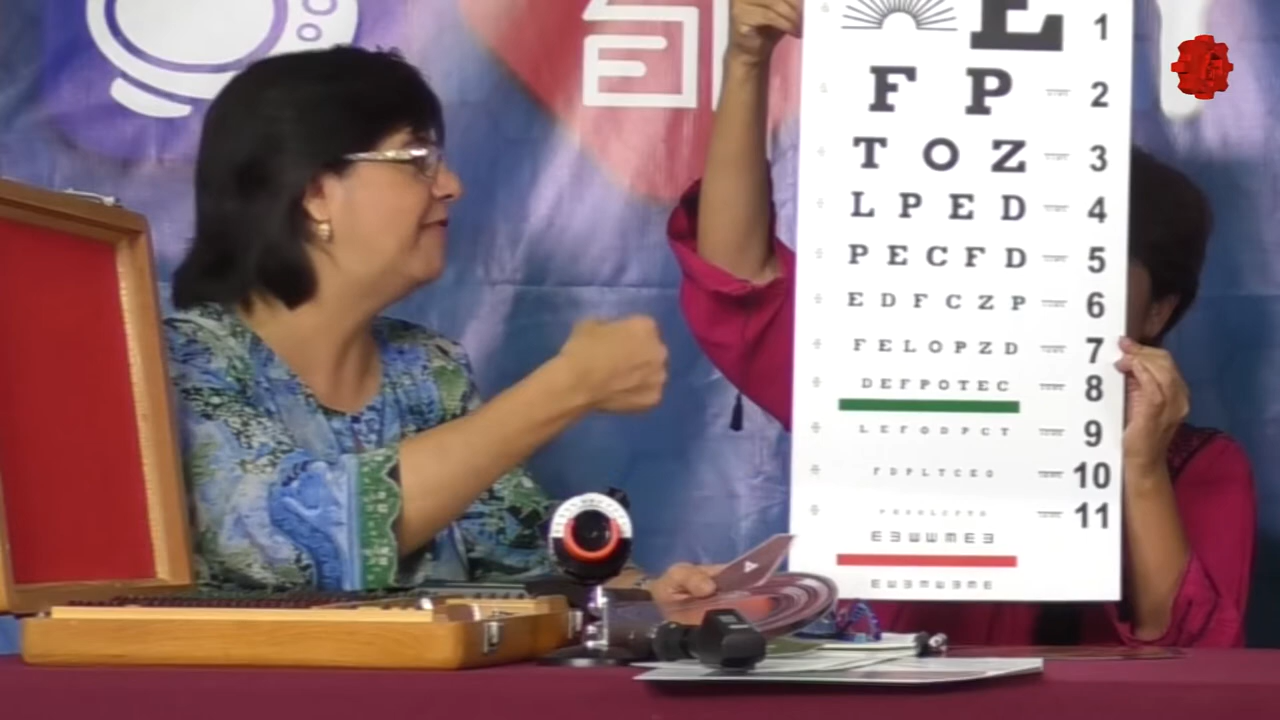 E 1
F P 2
T O Z 3
L P E D 4
P E C F D 5
E D F C Z P 6
F E L O P Z D 7
D E F P O T E C 8
L E F O D P C T 9
F D P L T C E O 10
11